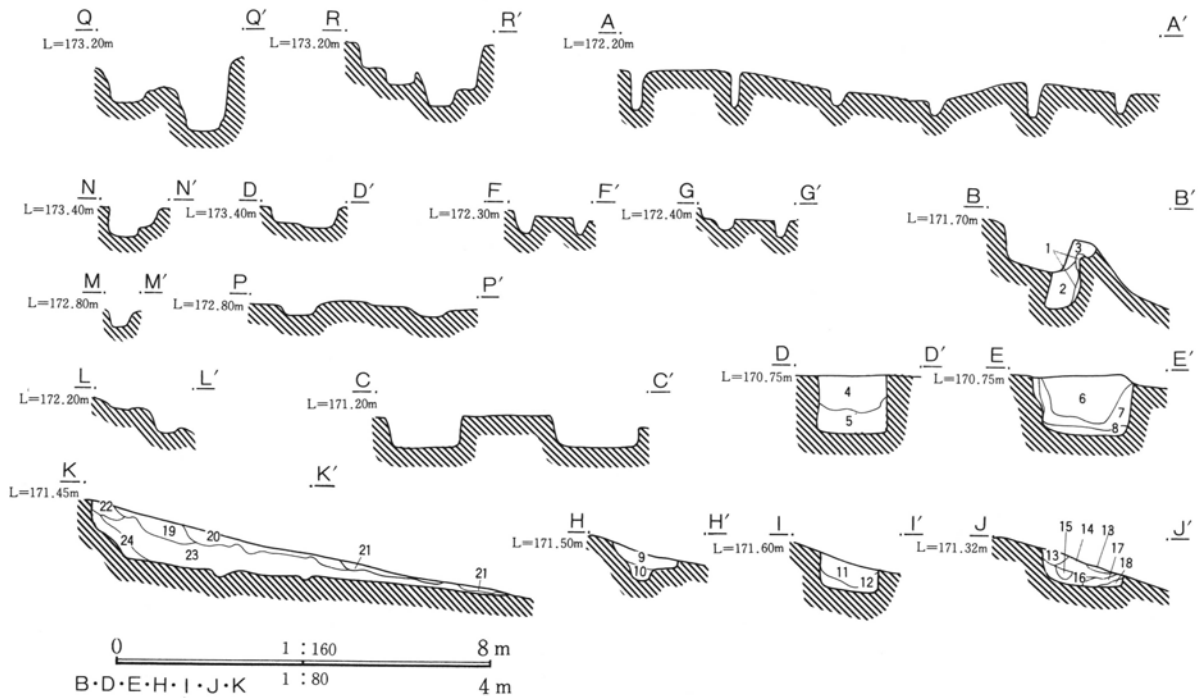 Q Q′
L=173.20m
R R′
L=173.20m
A A′
L=172.20m
N N′
L=173.40m
D D′
L=173.40m
F F′
L=172.30m
G G′
L=172.40m
B B′
L=171.70m
1 3
2
M M′
L=172.80m
P P′
L=172.80m
L L′
L=172.20m
C C′
L=171.20m
D D′
L=170.75m
4
5
E E′
L=170.75m
6
7
8
K K′
L=171.45m
22 19 20
24 23 21
21
H H′
L=171.50m
9
10
I I′
L=171.60m
11 12
J J′
L=171.32m
15 14 13
13 17
16 18
0 1:160 8m
B・D・E・H・I・J・K 1:80 4m